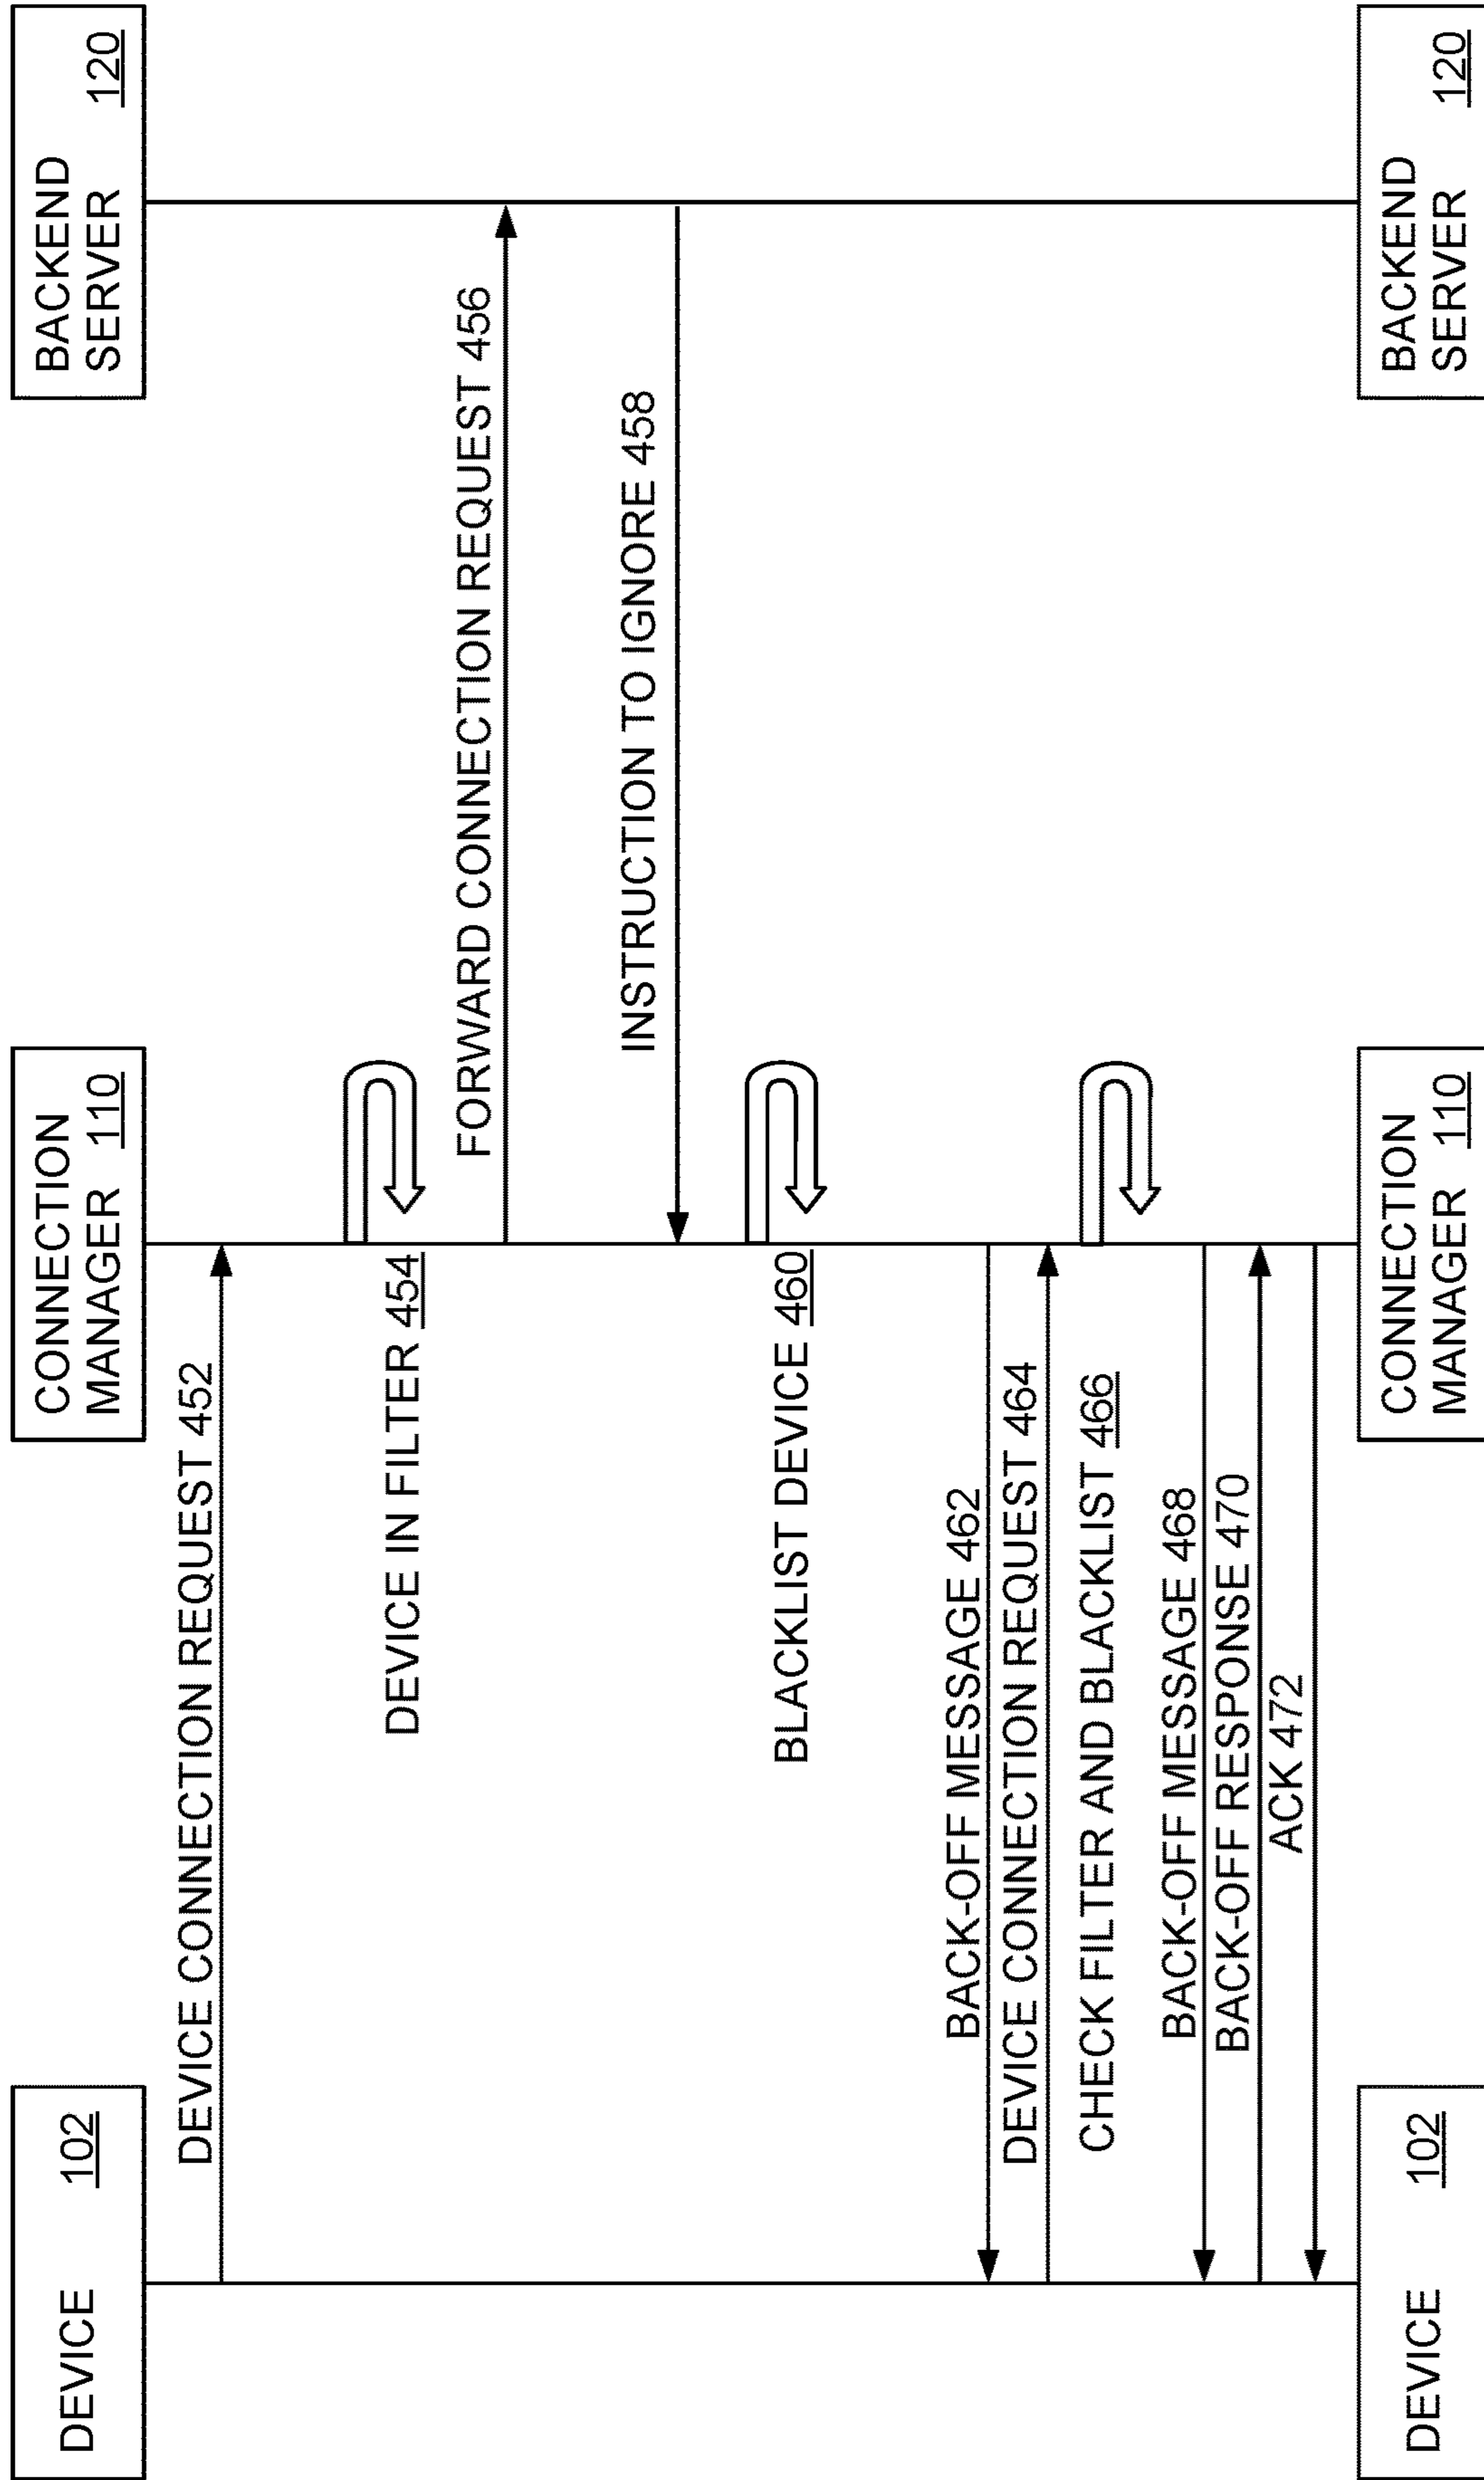 DEVICE 102
CONNECTION
MANAGER 110
BACKEND
SERVER 120
DEVICE CONNECTION REQUEST 452
DEVICE IN FILTER 454
FORWARD CONNECTION REQUEST 456
INSTRUCTION TO IGNORE 458
BLACKLIST DEVICE 460
BACK-OFF MESSAGE 462
DEVICE CONNECTION REQUEST 464
CHECK FILTER AND BLACKLIST 466
BACK-OFF MESSAGE 468
BACK-OFF RESPONSE 470
ACK 472
DEVICE 102
CONNECTION
MANAGER 110
BACKEND
SERVER 120